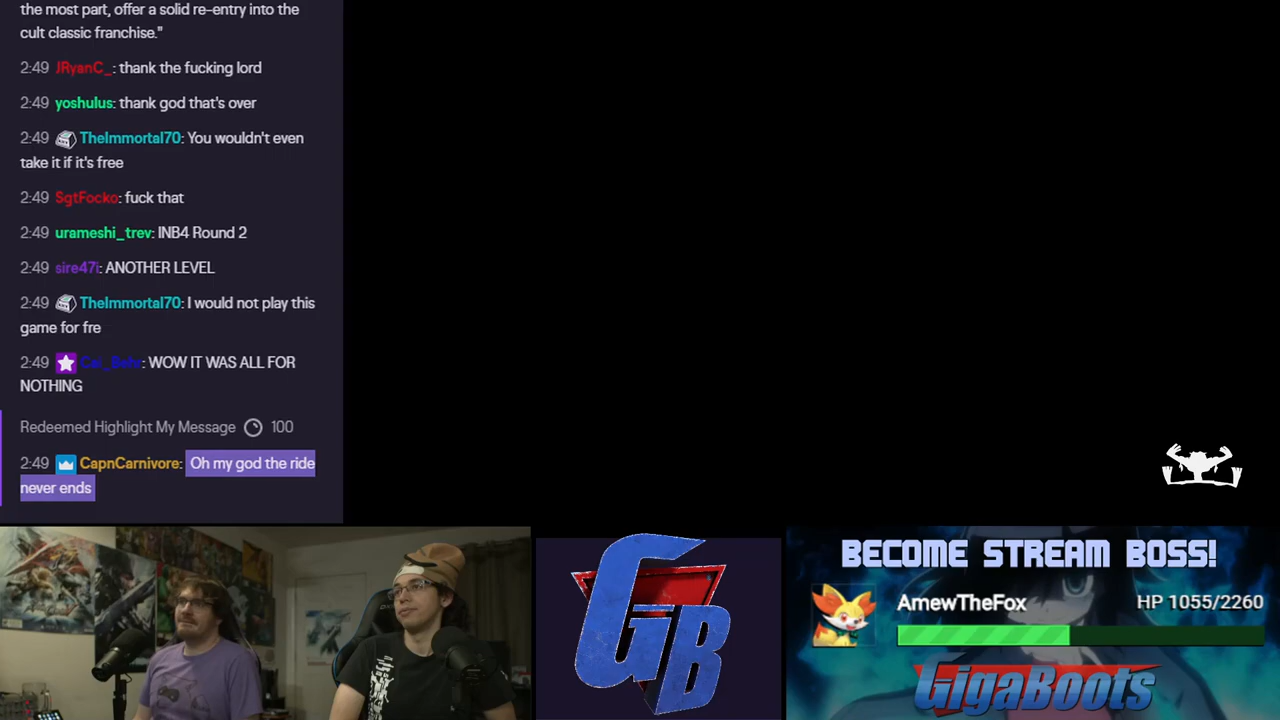 the most part, offer a solid re-entry into the
cult classic franchise."
2:49 JRyanC_: thank the fucking lord
2:49 yoshulus: thank god that's over
2:49 TheImmortal70: You wouldn't even
take it if it's free
2:49 SgtFocko: fuck that
2:49 urameshi_trev: INB4 Round 2
2:49 sire47i: ANOTHER LEVEL
2:49 TheImmortal70: I would not play this
game for fre
2:49 Cal_Behr: WOW IT WAS ALL FOR
NOTHING
Redeemed Highlight My Message 100
2:49 CapnCarnivore: Oh my god the ride
never ends
GB
BECOME STREAM BOSS!
AmewTheFox HP 1055/2260
GIGABOOTS